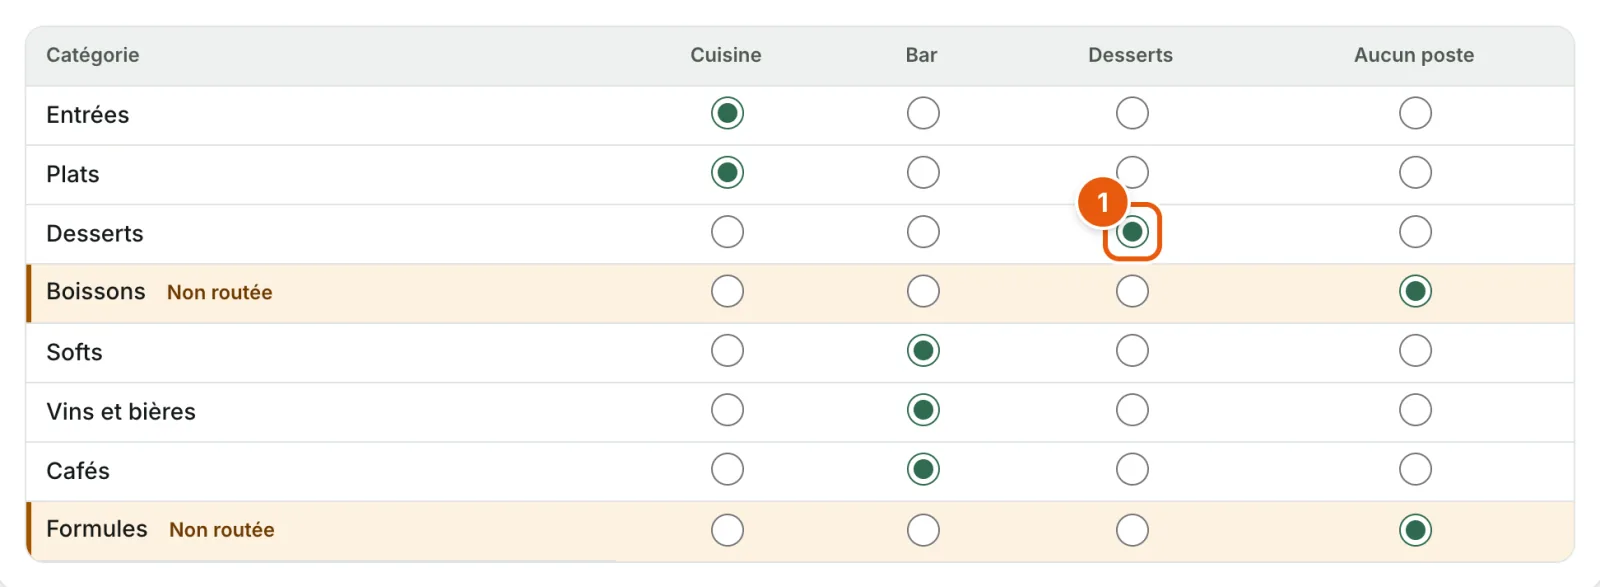 Catégorie Cuisine Bar Desserts Aucun poste
Entrées
Plats
1
Desserts
Boissons Non routée
Softs
Vins et bières
Cafés
Formules Non routée